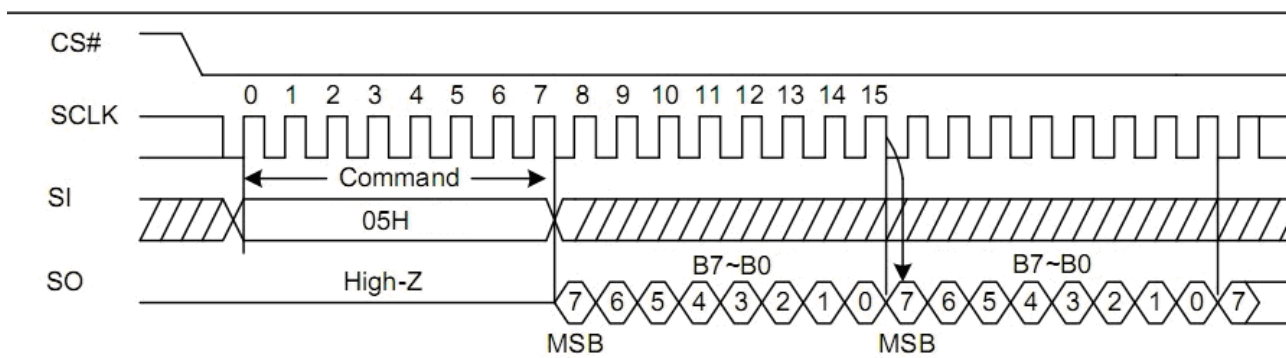 CS#
0 1 2 3 4 5 6 7 8 9 10 11 12 13 14 15
SCLK
Command
SI
05H
B7~B0 B7~B0
SO High-Z
7 6 5 4 3 2 1 0 7 6 5 4 3 2 1 0 7
MSB MSB